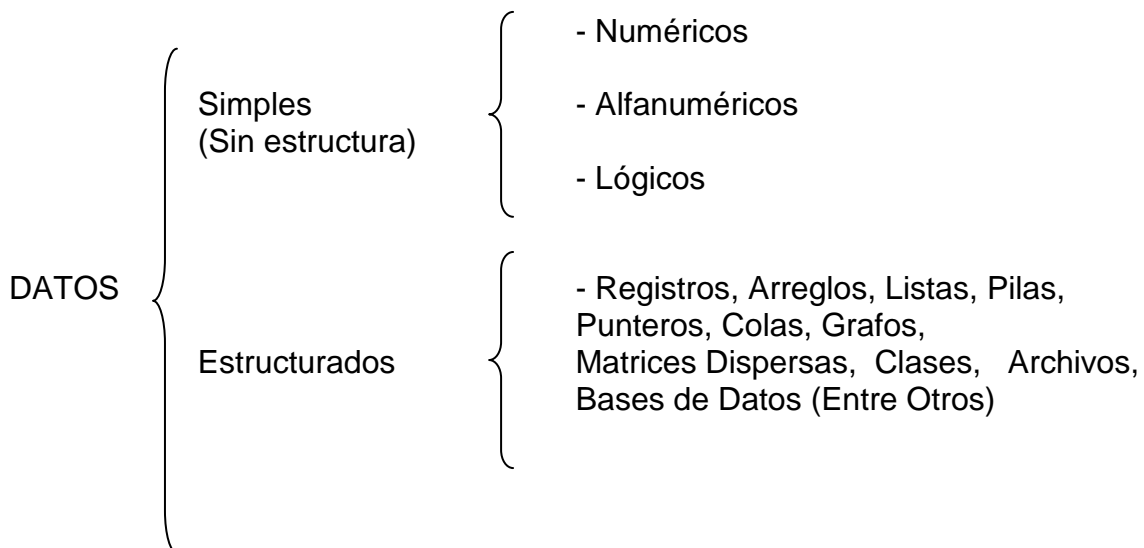 DATOS
Simples
(Sin estructura)
- Numéricos
- Alfanuméricos
- Lógicos
Estructurados
- Registros, Arreglos, Listas, Pilas,
Punteros, Colas, Grafos,
Matrices Dispersas, Clases, Archivos,
Bases de Datos (Entre Otros)